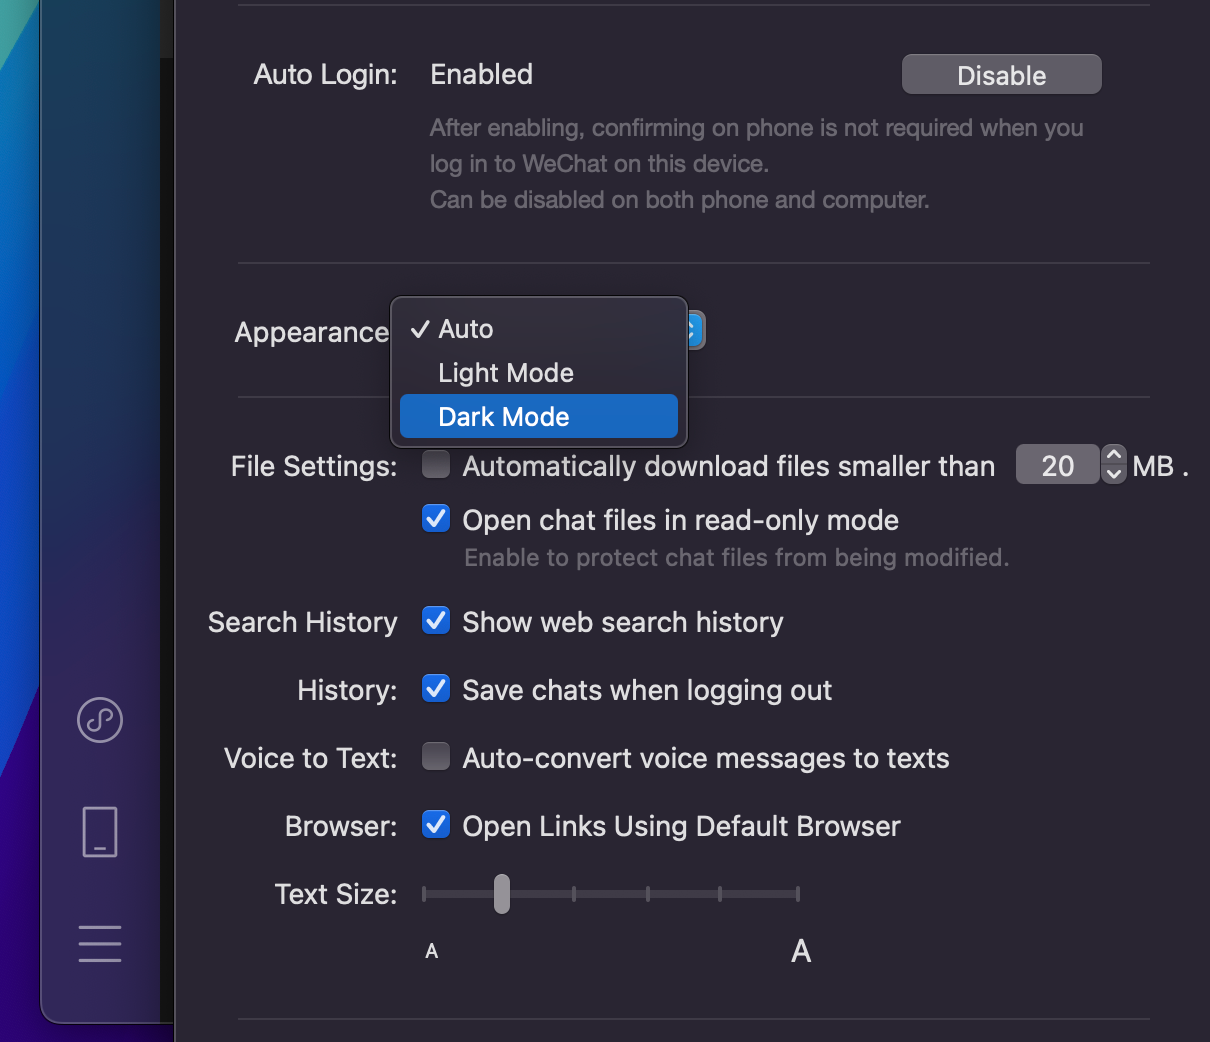 Auto Login: Enabled Disable
After enabling, confirming on phone is not required when you
log in to WeChat on this device.
Can be disabled on both phone and computer.
Appearance
✓ Auto
Light Mode
Dark Mode
File Settings: Automatically download files smaller than 20 MB .
Open chat files in read-only mode
Enable to protect chat files from being modified.
Search History Show web search history
History: Save chats when logging out
Voice to Text: Auto-convert voice messages to texts
Browser: Open Links Using Default Browser
Text Size:
A A